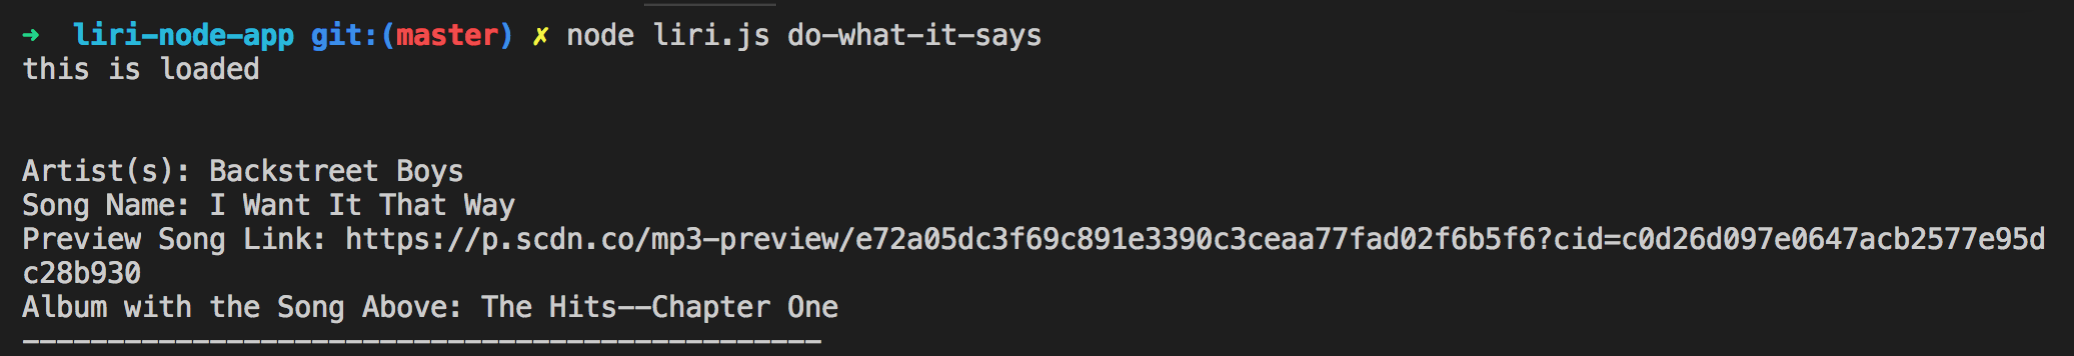 ➜  liri-node-app git:(master) ✗ node liri.js do-what-it-says
this is loaded
Artist(s): Backstreet Boys
Song Name: I Want It That Way
Preview Song Link: https://p.scdn.co/mp3-preview/e72a05dc3f69c891e3390c3ceaa77fad02f6b5f6?cid=c0d26d097e0647acb2577e95d
c28b930
Album with the Song Above: The Hits--Chapter One
-----------------------------------------------